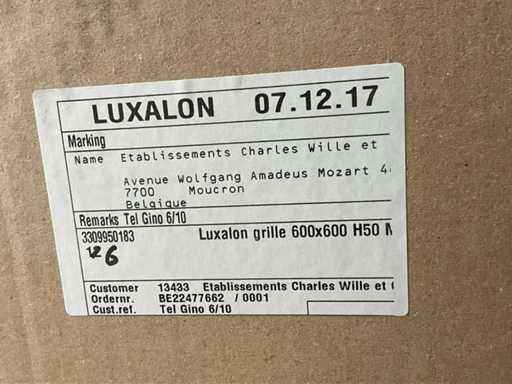 LUXALON 07.12.17
Marking
Name Etablissements Charles Wille et
Avenue Wolfgang Amadeus Mozart
7700 Moucron
Belgique
Remarks Tel Gino 6/10
3309950183 Luxalon grille 600x600 H50
6
Customer 13433 Etablissements Charles Wille et
Ordernr. BE22477662 / 0001
Cust.ref. Tel Gino 6/10